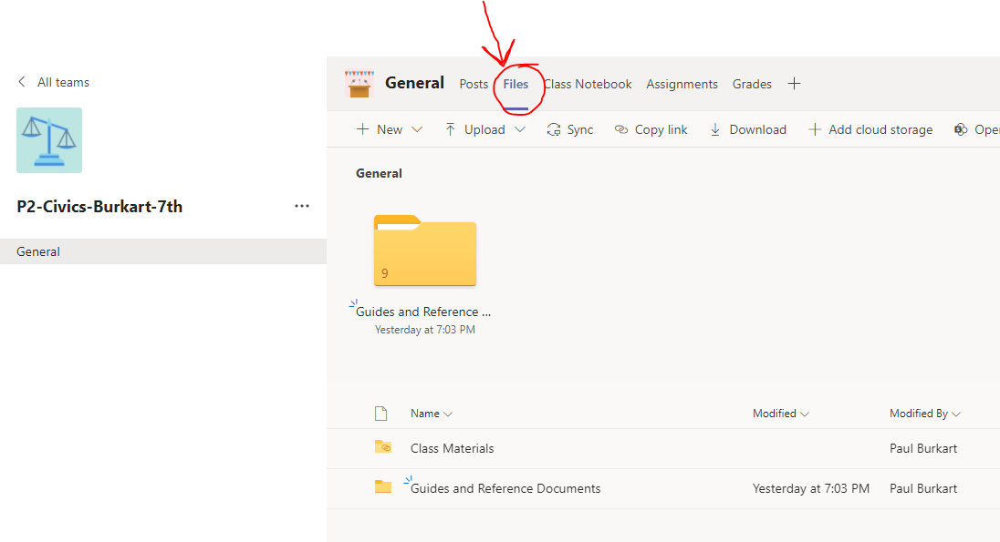 All teams
P2-Civics-Burkart-7th
General
General Posts Files Class Notebook Assignments Grades
New Upload Sync Copy link Download Add cloud storage Open
General
9
Guides and Reference ...
Yesterday at 7:03 PM
Name Modified Modified By
Class Materials Paul Burkart
Guides and Reference Documents Yesterday at 7:03 PM Paul Burkart